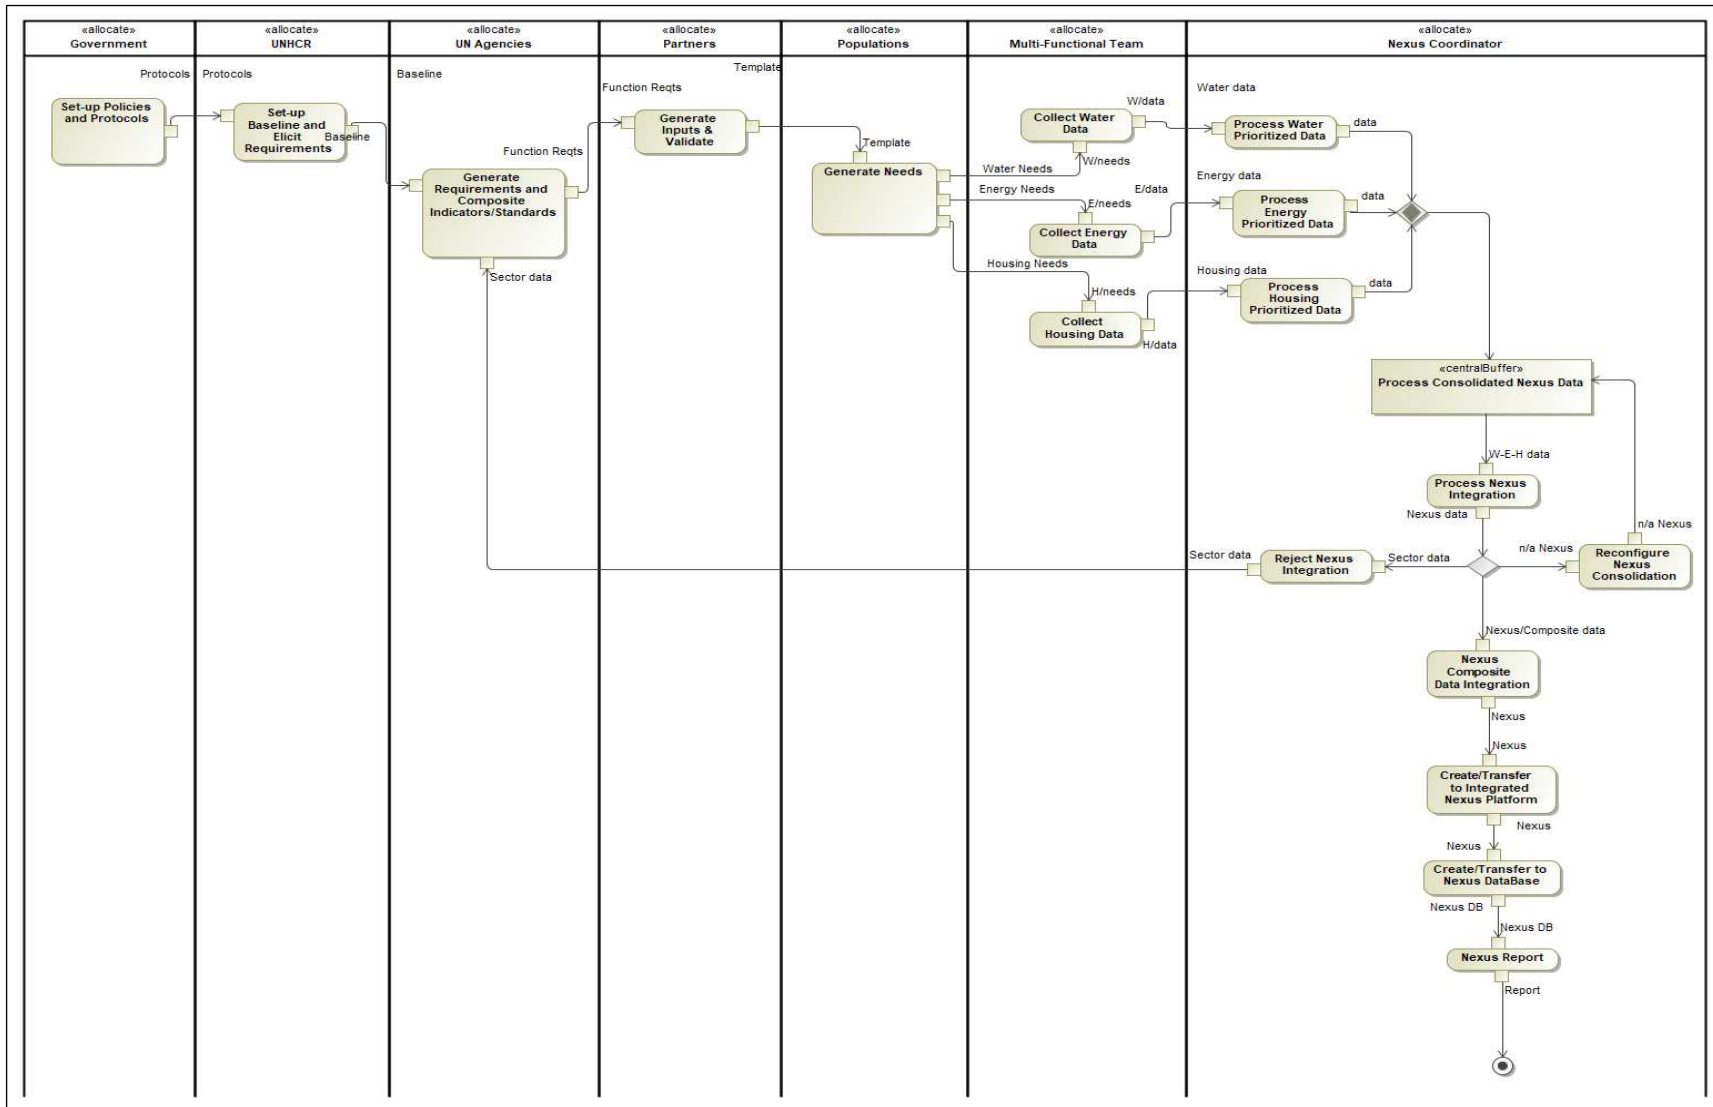 «allocate»
Government
«allocate»
UNHCR
«allocate»
UN Agencies
«allocate»
Partners
«allocate»
Populations
«allocate»
Multi-Functional Team
«allocate»
Nexus Coordinator
Protocols
Set-up Policies
and Protocols
Protocols
Set-up
Baseline and
Elicit
Requirements
Baseline
Baseline
Generate
Requirements and
Composite
Indicators/Standards
Function Reqts
Sector data
Function Reqts
Generate
Inputs &
Validate
Template
Template
Generate Needs
Water Needs
Energy Needs
Housing Needs
W/data
Collect Water
Data
W/needs
E/data
E/needs
Collect Energy
Data
H/needs
Collect
Housing Data
H/data
Water data
Process Water
Prioritized Data
data
Energy data
Process
Energy
Prioritized Data
data
Housing data
Process
Housing
Prioritized Data
data
«centralBuffer»
Process Consolidated Nexus Data
W-E-H data
Process Nexus
Integration
Nexus data
Sector data
Reject Nexus
Integration
Sector data
n/a Nexus
n/a Nexus
Reconfigure
Nexus
Consolidation
Nexus/Composite data
Nexus
Composite
Data Integration
Nexus
Nexus
Create/Transfer
to Integrated
Nexus Platform
Nexus
Nexus
Create/Transfer to
Nexus DataBase
Nexus DB
Nexus DB
Nexus Report
Report